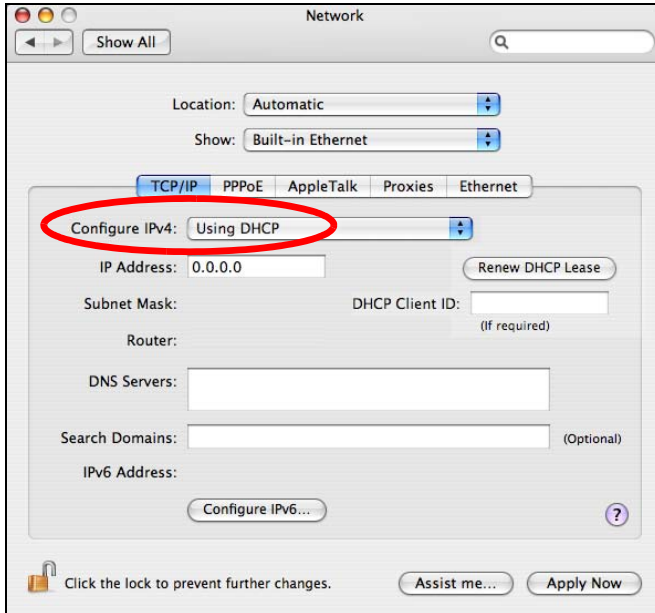 Network
Show All
Location: Automatic
Show: Built-in Ethernet
TCP/IP PPPoE AppleTalk Proxies Ethernet
Configure IPv4: Using DHCP
IP Address: 0.0.0.0 Renew DHCP Lease
Subnet Mask: DHCP Client ID:
(If required)
Router:
DNS Servers:
Search Domains: (Optional)
IPv6 Address:
Configure IPv6... ?
Click the lock to prevent further changes. Assist me... Apply Now